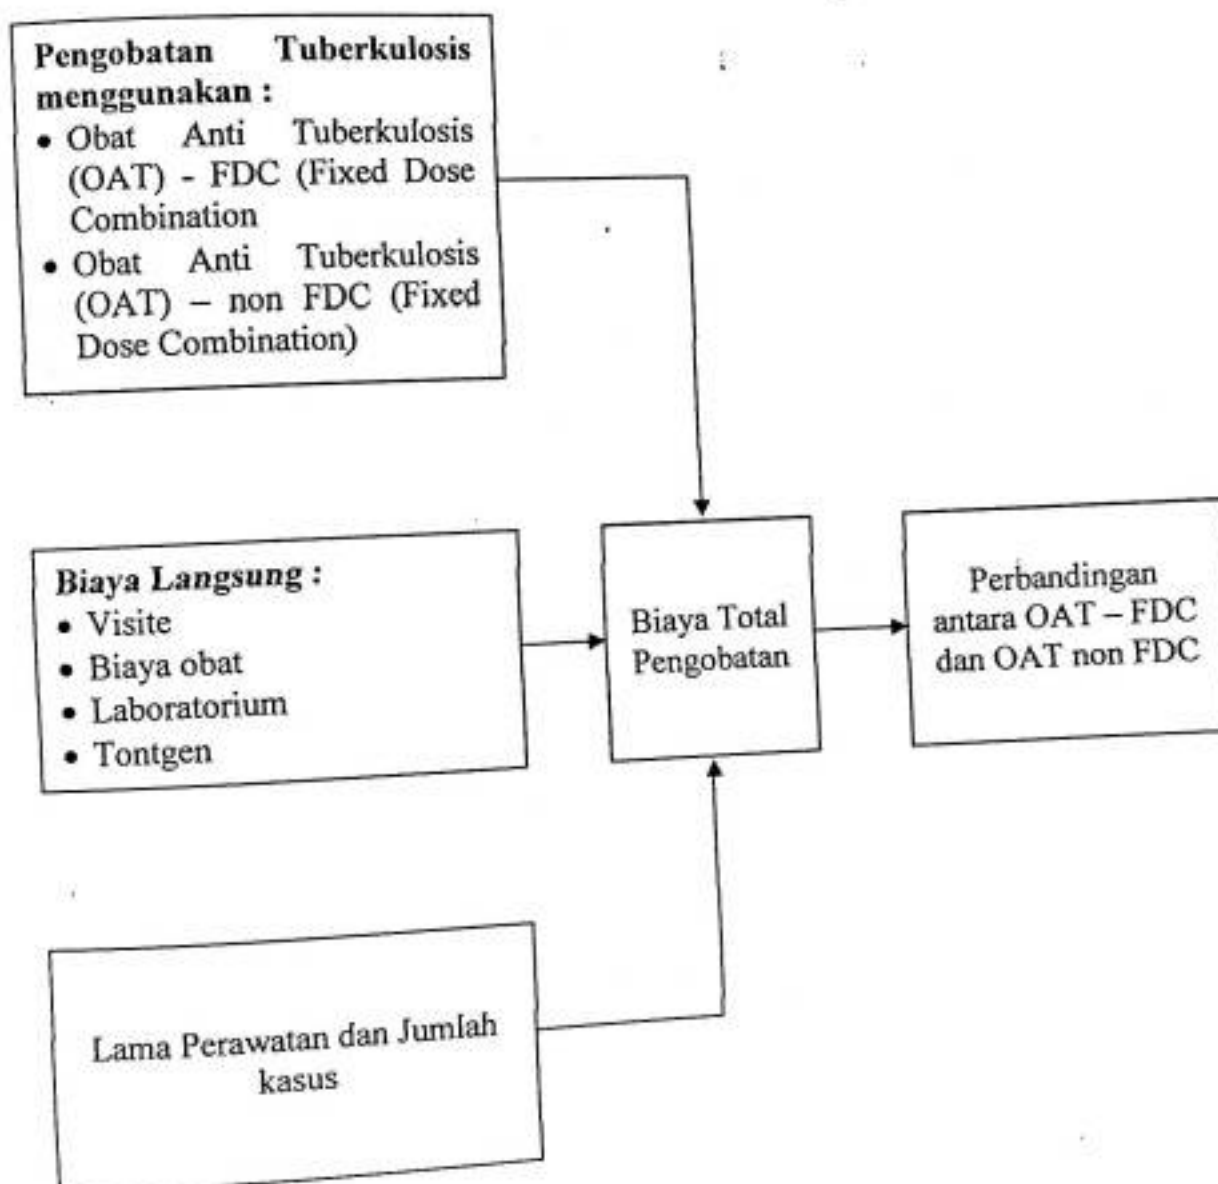 Pengobatan Tuberkulosis
menggunakan :
• Obat Anti Tuberkulosis
(OAT) - FDC (Fixed Dose
Combination
• Obat Anti Tuberkulosis
(OAT) – non FDC (Fixed
Dose Combination)
Biaya Langsung :
• Visite
• Biaya obat
• Laboratorium
• Tontgen
Biaya Total
Pengobatan
Perbandingan
antara OAT – FDC
dan OAT non FDC
Lama Perawatan dan Jumlah
kasus